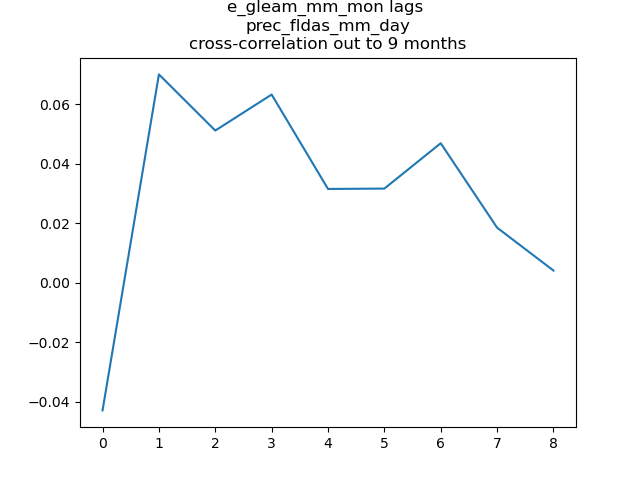 e_gleam_mm_mon lags
prec_fldas_mm_day
cross-correlation out to 9 months
0.06
0.04
0.02
0.00
−0.02
−0.04
0 1 2 3 4 5 6 7 8